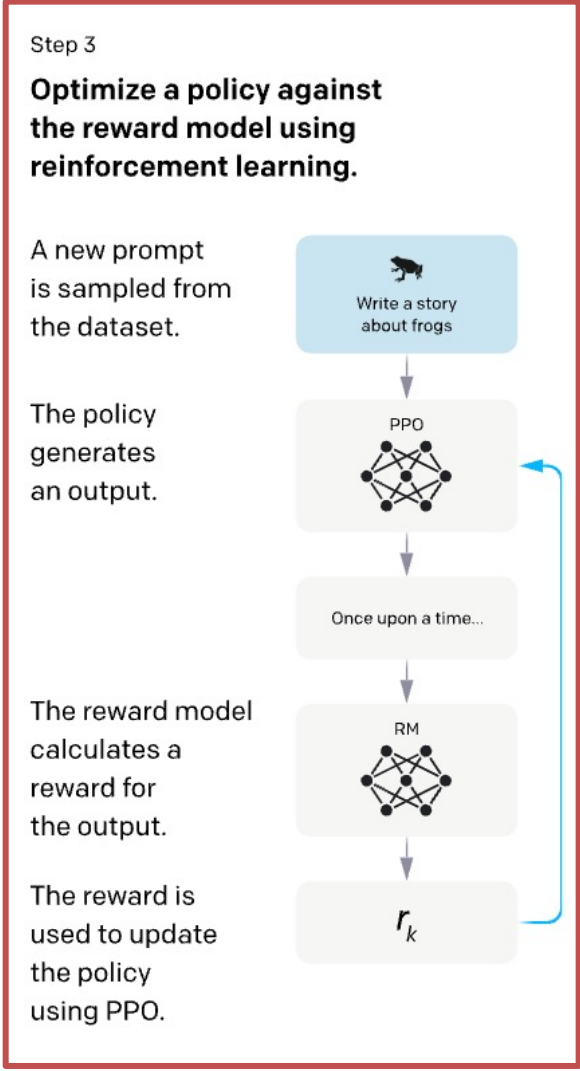 Step 3
Optimize a policy against
the reward model using
reinforcement learning.
A new prompt
is sampled from
the dataset.
Write a story
about frogs
The policy
generates
an output.
PPO
Once upon a time...
The reward model
calculates a
reward for
the output.
RM
The reward is
used to update
the policy
using PPO.
r_k